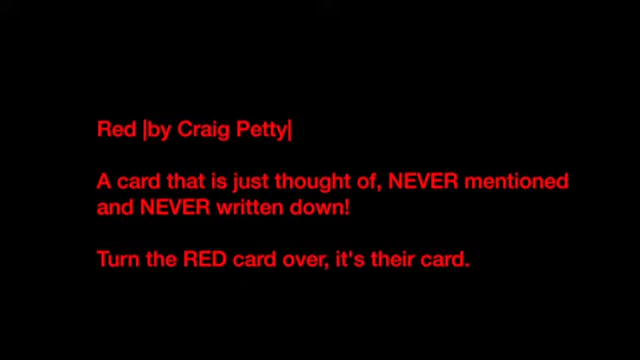 Red |by Craig Petty|
A card that is just thought of, NEVER mentioned
and NEVER written down!
Turn the RED card over, it's their card.